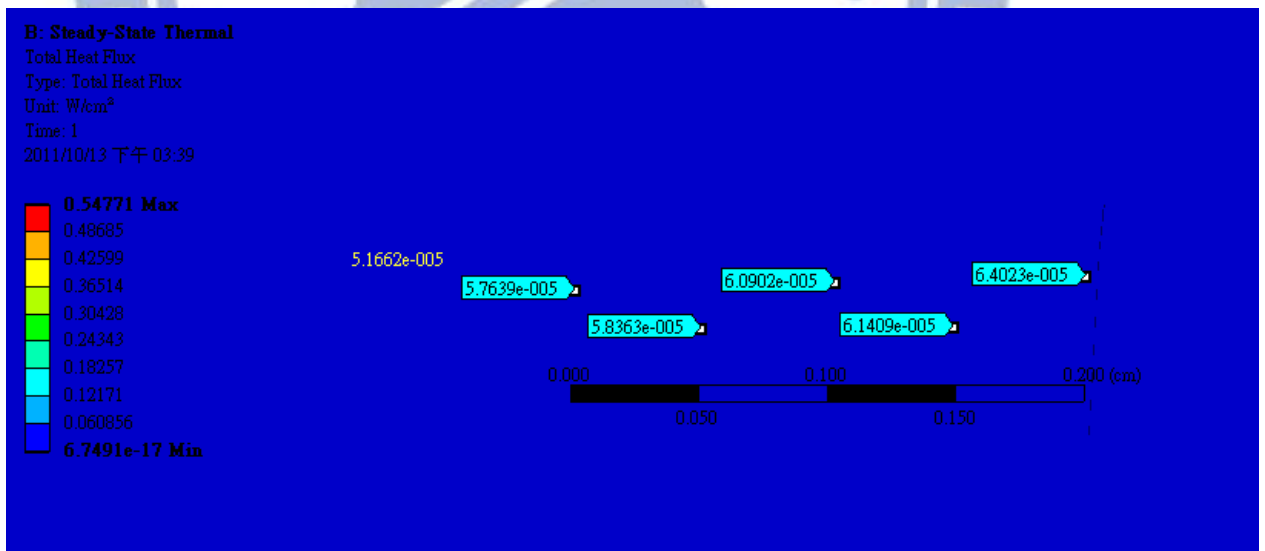 B: Steady-State Thermal
Total Heat Flux
Type: Total Heat Flux
Unit: W/cm²
Time: 1
2011/10/13 下午 03:39
0.54771 Max
0.48685
0.42599
0.36514
0.30428
0.24343
0.18257
0.12171
0.060856
6.7491e-17 Min
5.1662e-005
5.7639e-005
5.8363e-005
6.0902e-005
6.1409e-005
6.4023e-005
0.000 0.100 0.200 (cm)
0.050 0.150